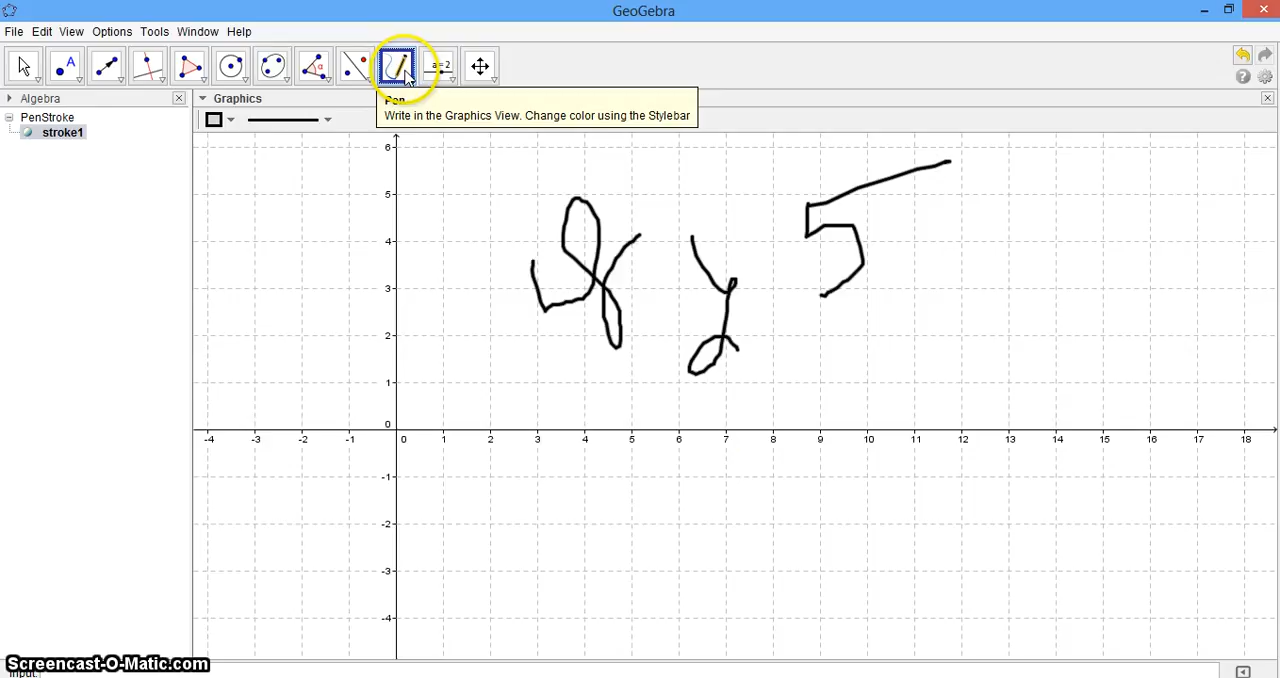 GeoGebra
File Edit View Options Tools Window Help
A α a=2
Algebra Graphics
PenStroke
stroke1
Pen
Write in the Graphics View. Change color using the Stylebar
6
5
4
3
2
1
0
-4 -3 -2 -1 0 1 2 3 4 5 6 7 8 9 10 11 12 13 14 15 16 17 18
-1
-2
-3
-4
y 5
Screencast-O-Matic.com
Input: